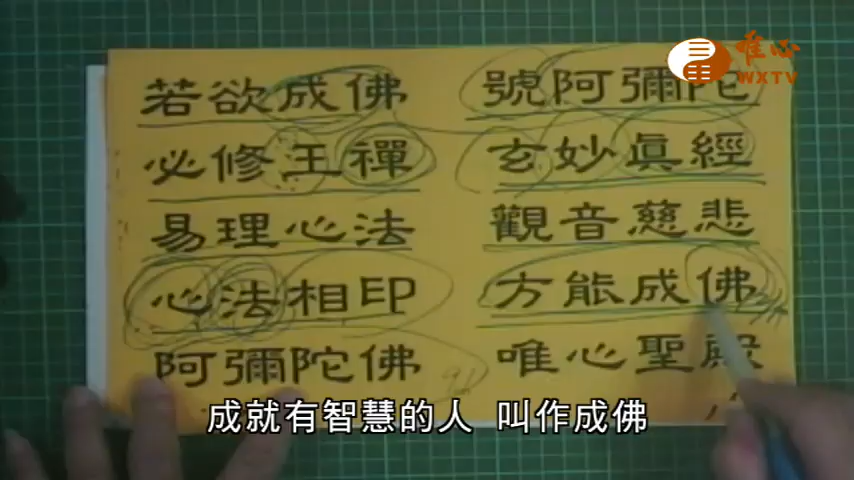 若欲成佛
必修王禪
易理心法
心法相印
阿彌陀佛
號阿彌陀
玄妙眞經
觀音慈悲
方能成佛
唯心聖殿
唯心
WXTV
成就有智慧的人 叫作成佛